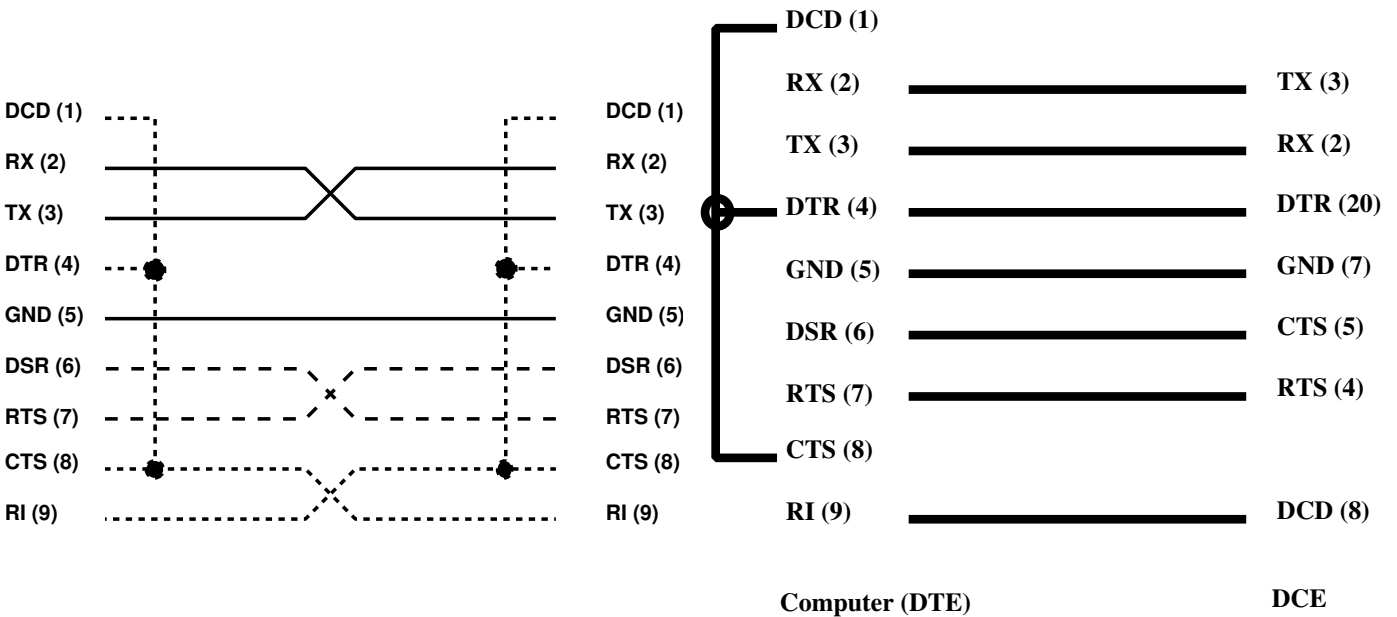 DCD (1)
RX (2)
TX (3)
DTR (4)
GND (5)
DSR (6)
RTS (7)
CTS (8)
RI (9)
DCD (1)
RX (2)
TX (3)
DTR (4)
GND (5)
DSR (6)
RTS (7)
CTS (8)
RI (9)
DCD (1)
RX (2)
TX (3)
DTR (4)
GND (5)
DSR (6)
RTS (7)
CTS (8)
RI (9)
Computer (DTE)
TX (3)
RX (2)
DTR (20)
GND (7)
CTS (5)
RTS (4)
DCD (8)
DCE